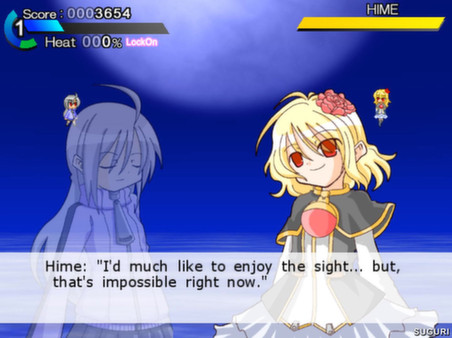 Score: 0003654
HIME
1
Heat 000% LockOn
Hime: "I'd much like to enjoy the sight... but,
that's impossible right now."
SUGURI